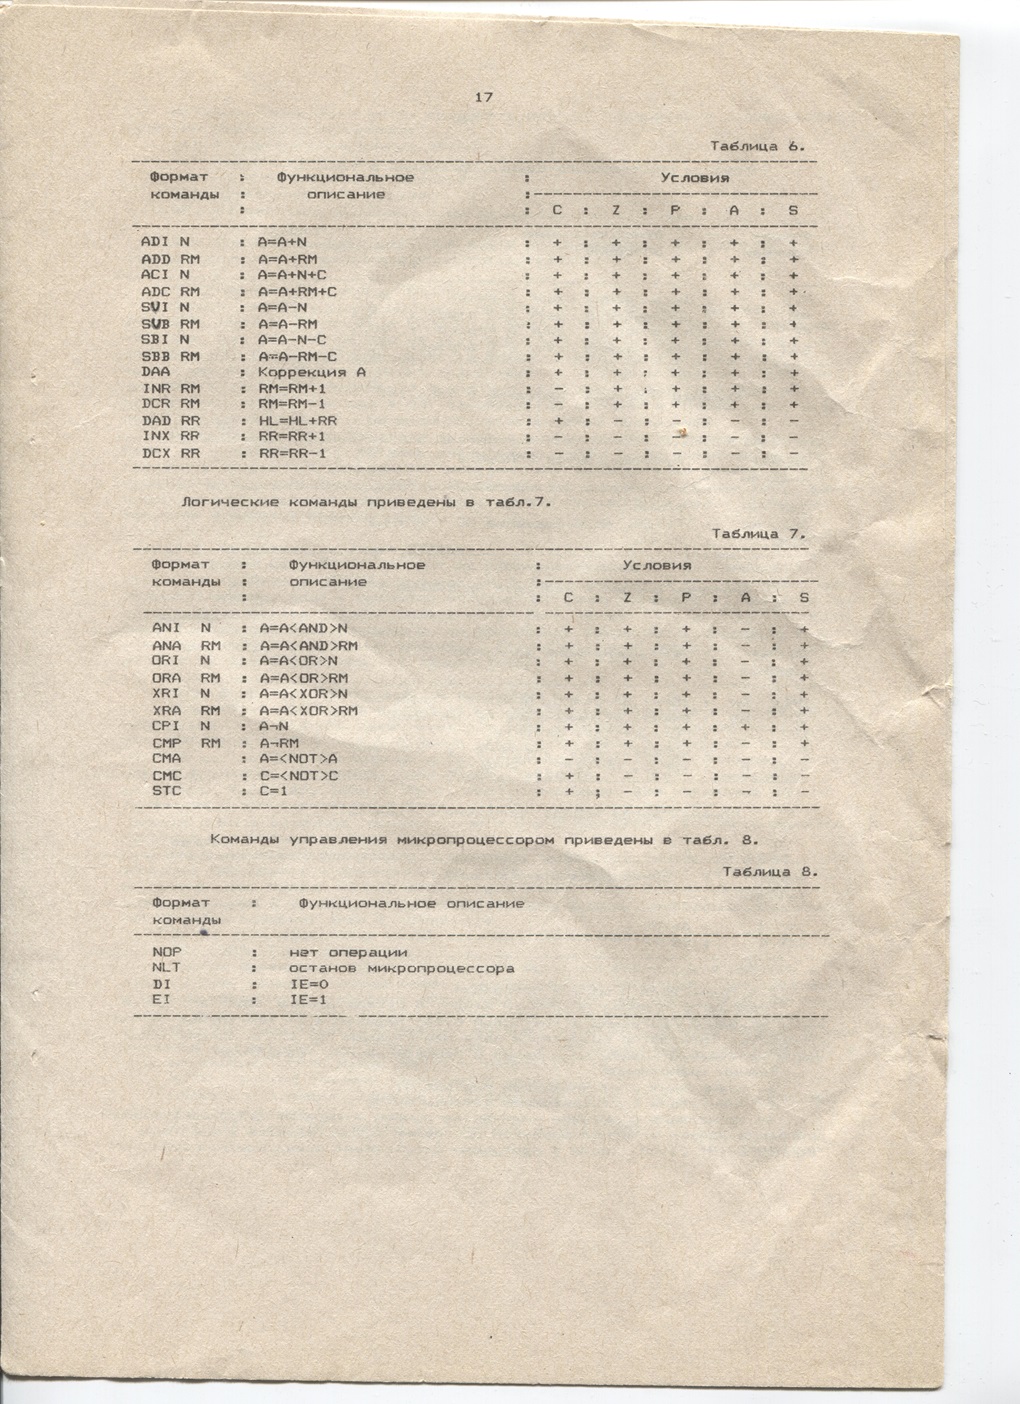 17
Таблица 6.
Формат : Функциональное : Условия
команды : описание :
: : C : Z : P : A : S
ADI N : A=A+N : + : + : + : + : +
ADD RM : A=A+RM : + : + : + : + : +
ACI N : A=A+N+C : + : + : + : + : +
ADC RM : A=A+RM+C : + : + : + : + : +
SVI N : A=A-N : + : + : + : + : +
SUB RM : A=A-RM : + : + : + : + : +
SBI N : A=A-N-C : + : + : + : + : +
SBB RM : A=A-RM-C : + : + : + : + : +
DAA : Коррекция A : + : + : + : + : +
INR RM : RM=RM+1 : - : + : + : + : +
DCR RM : RM=RM-1 : - : + : + : + : +
DAD RR : HL=HL+RR : + : - : - : - : -
INX RR : RR=RR+1 : - : - : - : - : -
DCX RR : RR=RR-1 : - : - : - : - : -
Логические команды приведены в табл.7.
Таблица 7.
Формат : Функциональное : Условия
команды : описание :
: : C : Z : P : A : S
ANI N : A=A<AND>N : + : + : + : - : +
ANA RM : A=A<AND>RM : + : + : + : - : +
ORI N : A=A<OR>N : + : + : + : - : +
ORA RM : A=A<OR>RM : + : + : + : - : +
XRI N : A=A<XOR>N : + : + : + : - : +
XRA RM : A=A<XOR>RM : + : + : + : - : +
CPI N : A¬N : + : + : + : + : +
CMP RM : A¬RM : + : + : + : - : +
CMA : A=<NOT>A : - : - : - : - : -
CMC : C=<NOT>C : + : - : - : - : -
STC : C=1 : + ; - : - : - : -
Команды управления микропроцессором приведены в табл. 8.
Таблица 8.
Формат : Функциональное описание
команды
NOP : нет операции
NLT : останов микропроцессора
DI : IE=0
EI : IE=1